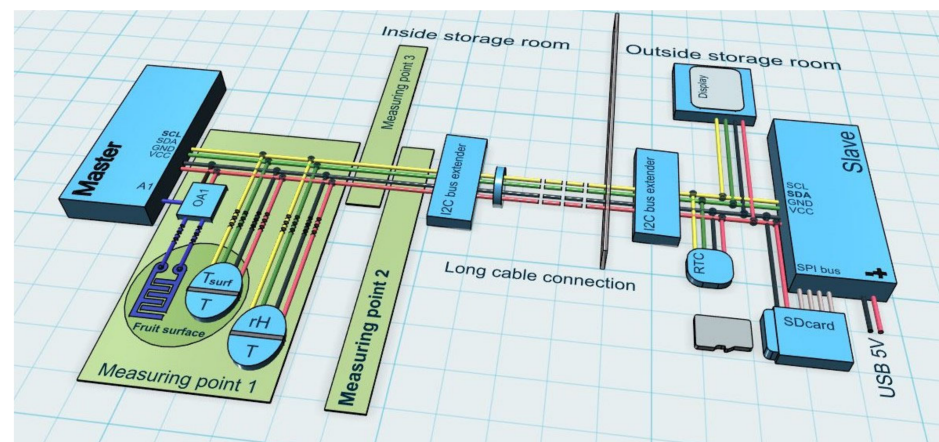 Inside storage room
Outside storage room
Master
SCL
SDA
GND
VCC
A1
OA1
Measuring point 3
I2C bus extender
I2C bus extender
Display
Slave
SCL
SDA
GND
VCC
SPI bus
-+
RTC
SDcard
USB 5V
Long cable connection
Tsurf
T
rH
T
Fruit surface
Measuring point 1
Measuring point 2